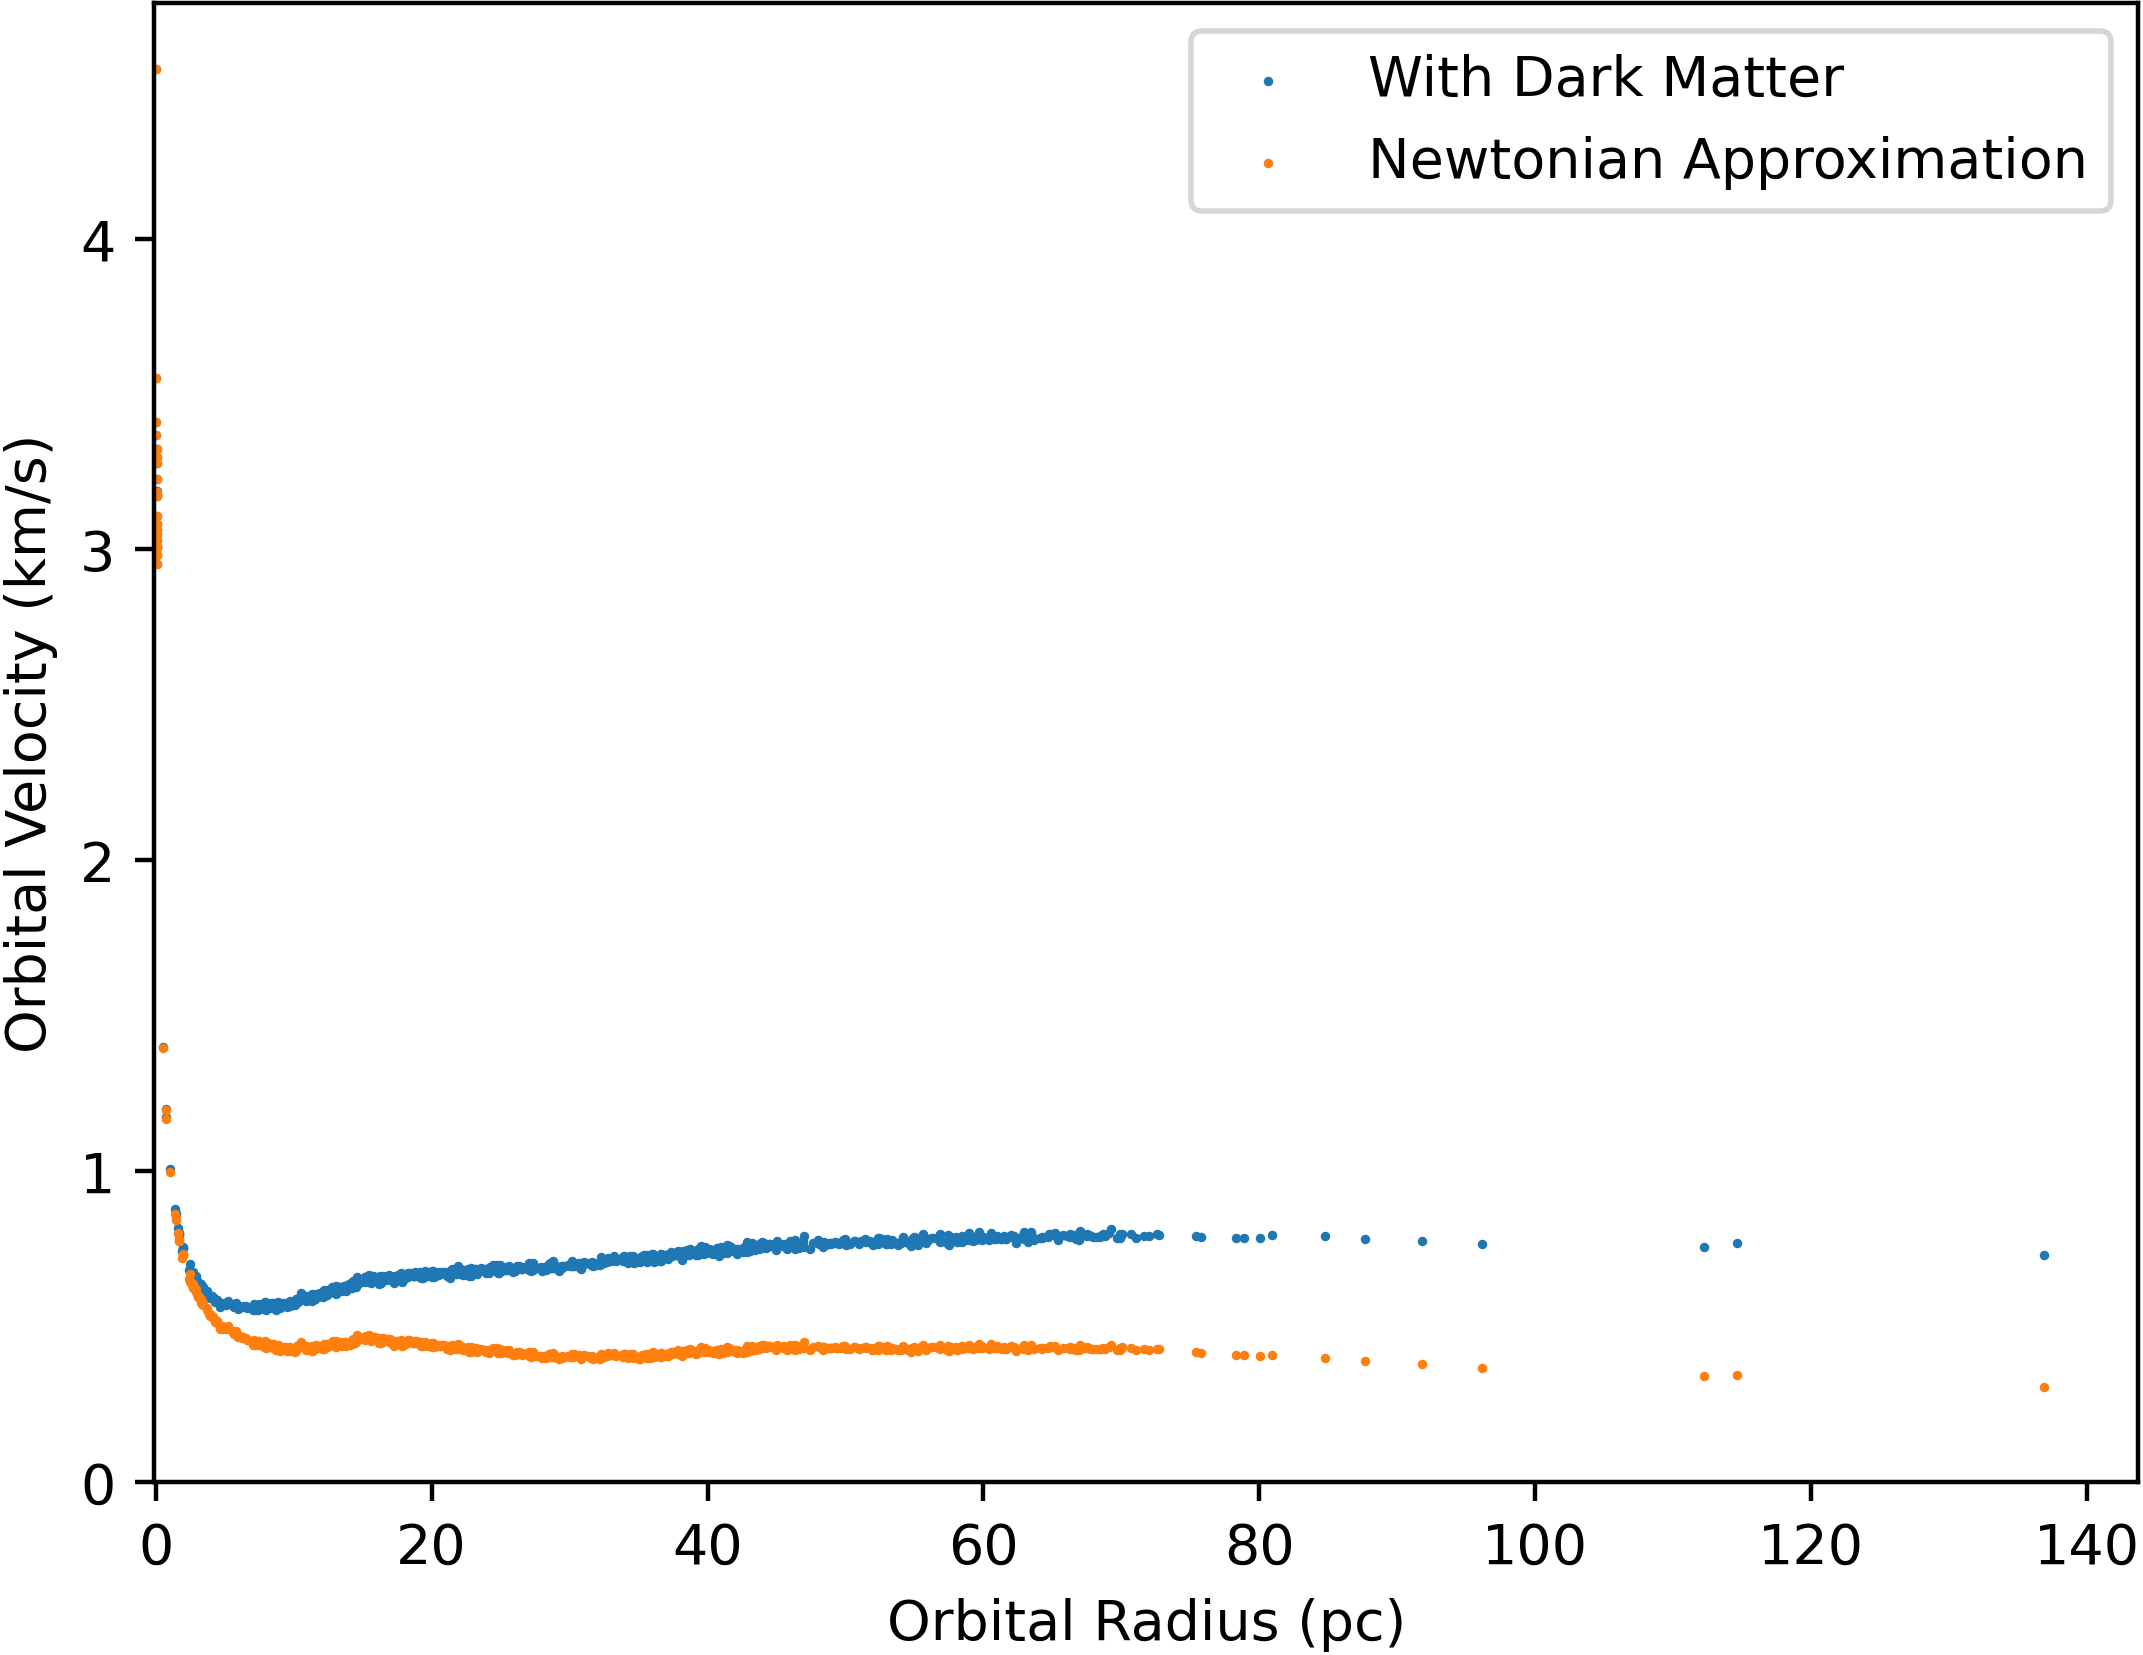 With Dark Matter
Newtonian Approximation
4
3
2
1
0
Orbital Velocity (km/s)
0 20 40 60 80 100 120 140
Orbital Radius (pc)